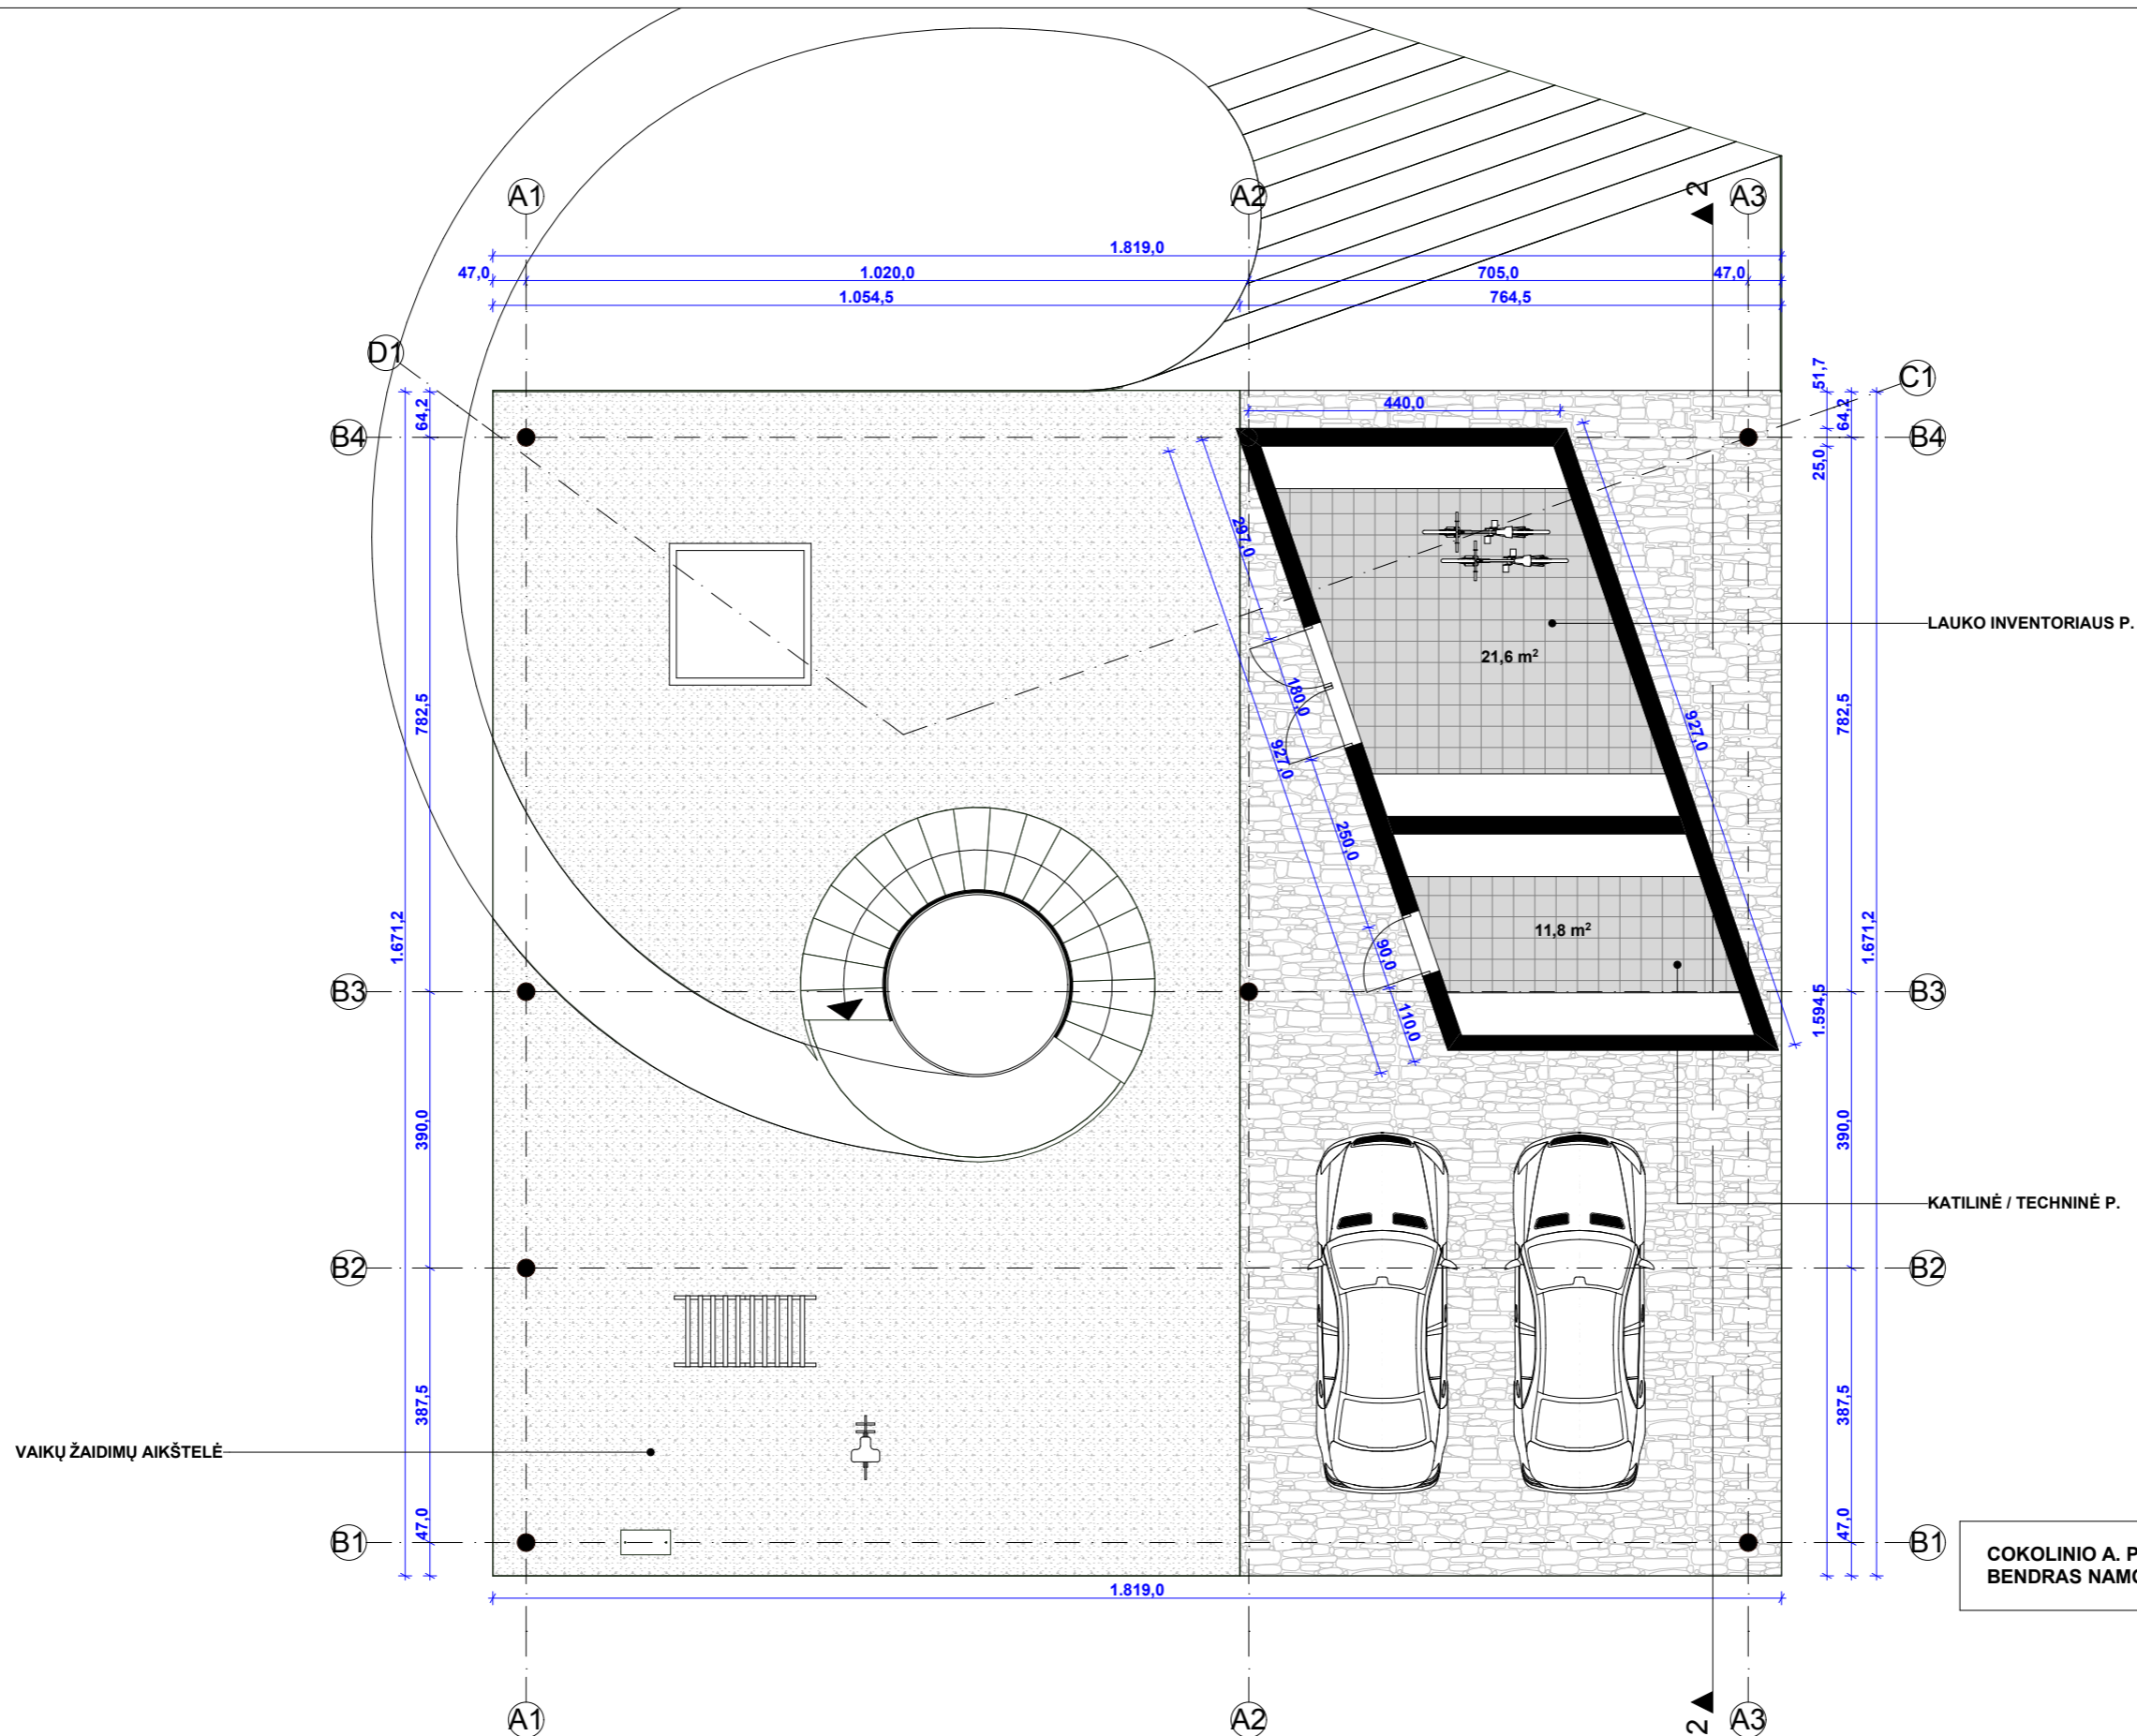 A1
A2
2
A3
1.819,0
47,0
1.020,0
705,0
47,0
1.054,5
764,5
D1
C1
51,7
64,2
64,2
440,0
B4
B4
25,0
297,0
LAUKO INVENTORIAUS P.
21,6 m²
180,0
782,5
927,0
927,0
782,5
250,0
1.671,2
11,8 m²
90,0
1.671,2
B3
110,0
1.594,5
B3
390,0
390,0
KATILINĖ / TECHNINĖ P.
B2
B2
387,5
387,5
VAIKŲ ŽAIDIMŲ AIKŠTELĖ
47,0
47,0
B1
B1
COKOLINIO A. P
BENDRAS NAMO
1.819,0
A1
A2
2
A3